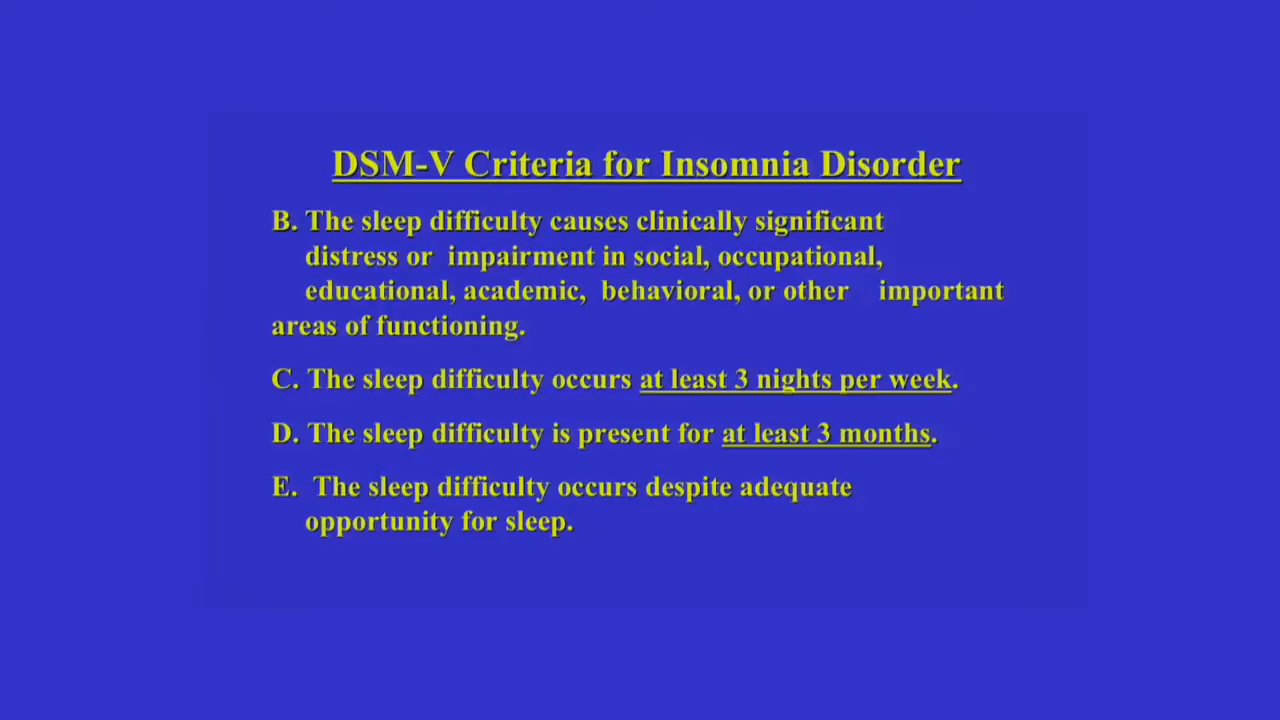 DSM-V Criteria for Insomnia Disorder
B. The sleep difficulty causes clinically significant
distress or impairment in social, occupational,
educational, academic, behavioral, or other important
areas of functioning.
C. The sleep difficulty occurs at least 3 nights per week.
D. The sleep difficulty is present for at least 3 months.
E. The sleep difficulty occurs despite adequate
opportunity for sleep.